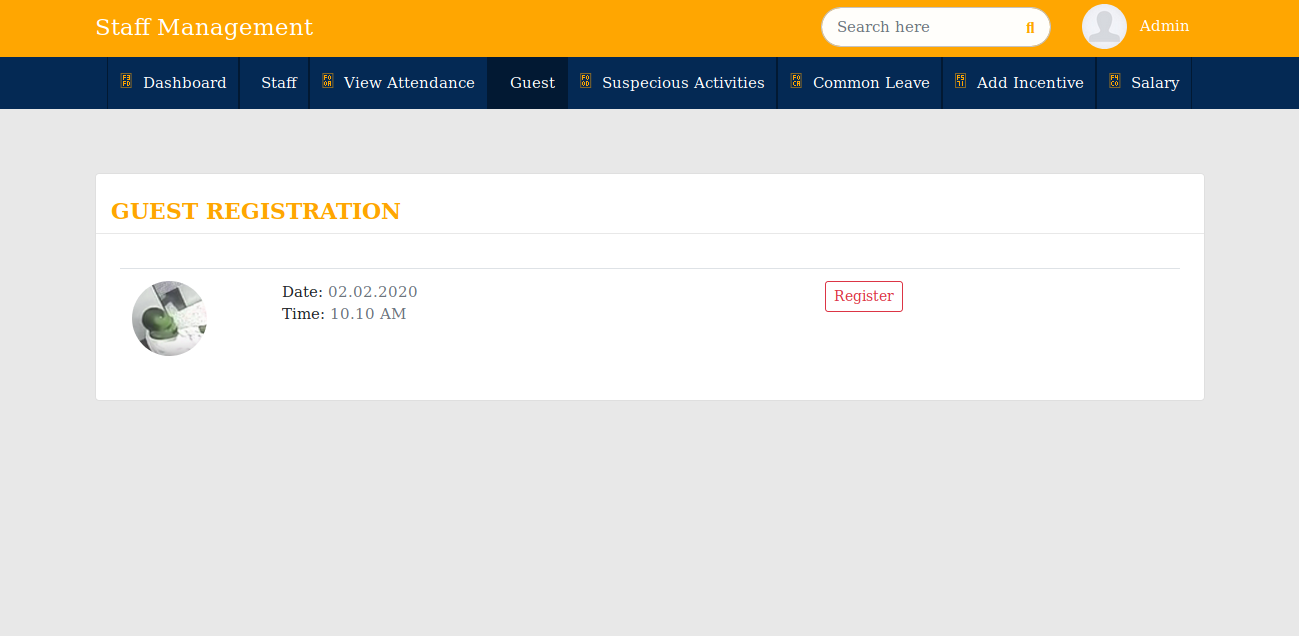 Staff Management
Search here
Admin
Dashboard
Staff
View Attendance
Guest
Suspecious Activities
Common Leave
Add Incentive
Salary
GUEST REGISTRATION
Date: 02.02.2020
Time: 10.10 AM
Register